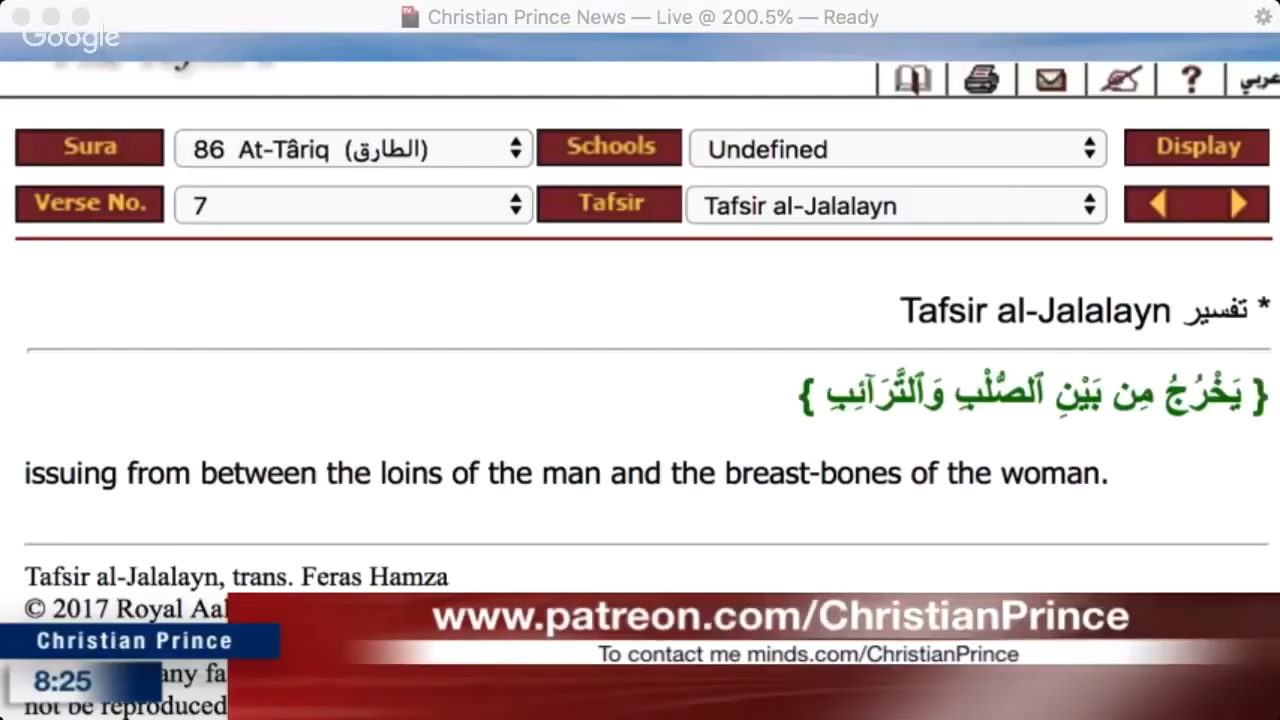 Christian Prince News — Live @ 200.5% — Ready
Google
عربي
Sura 86 At-Târiq (الطارق) Schools Undefined Display
Verse No. 7 Tafsir Tafsir al-Jalalayn
* تفسير Tafsir al-Jalalayn
{ يَخْرُجُ مِن بَيْنِ ٱلصُّلْبِ وَٱلتَّرَآئِبِ }
issuing from between the loins of the man and the breast-bones of the woman.
Tafsir al-Jalalayn, trans. Feras Hamza
© 2017 Royal Aal
www.patreon.com/ChristianPrince
Christian Prince
To contact me minds.com/ChristianPrince
any fa
8:25
not be reproduced